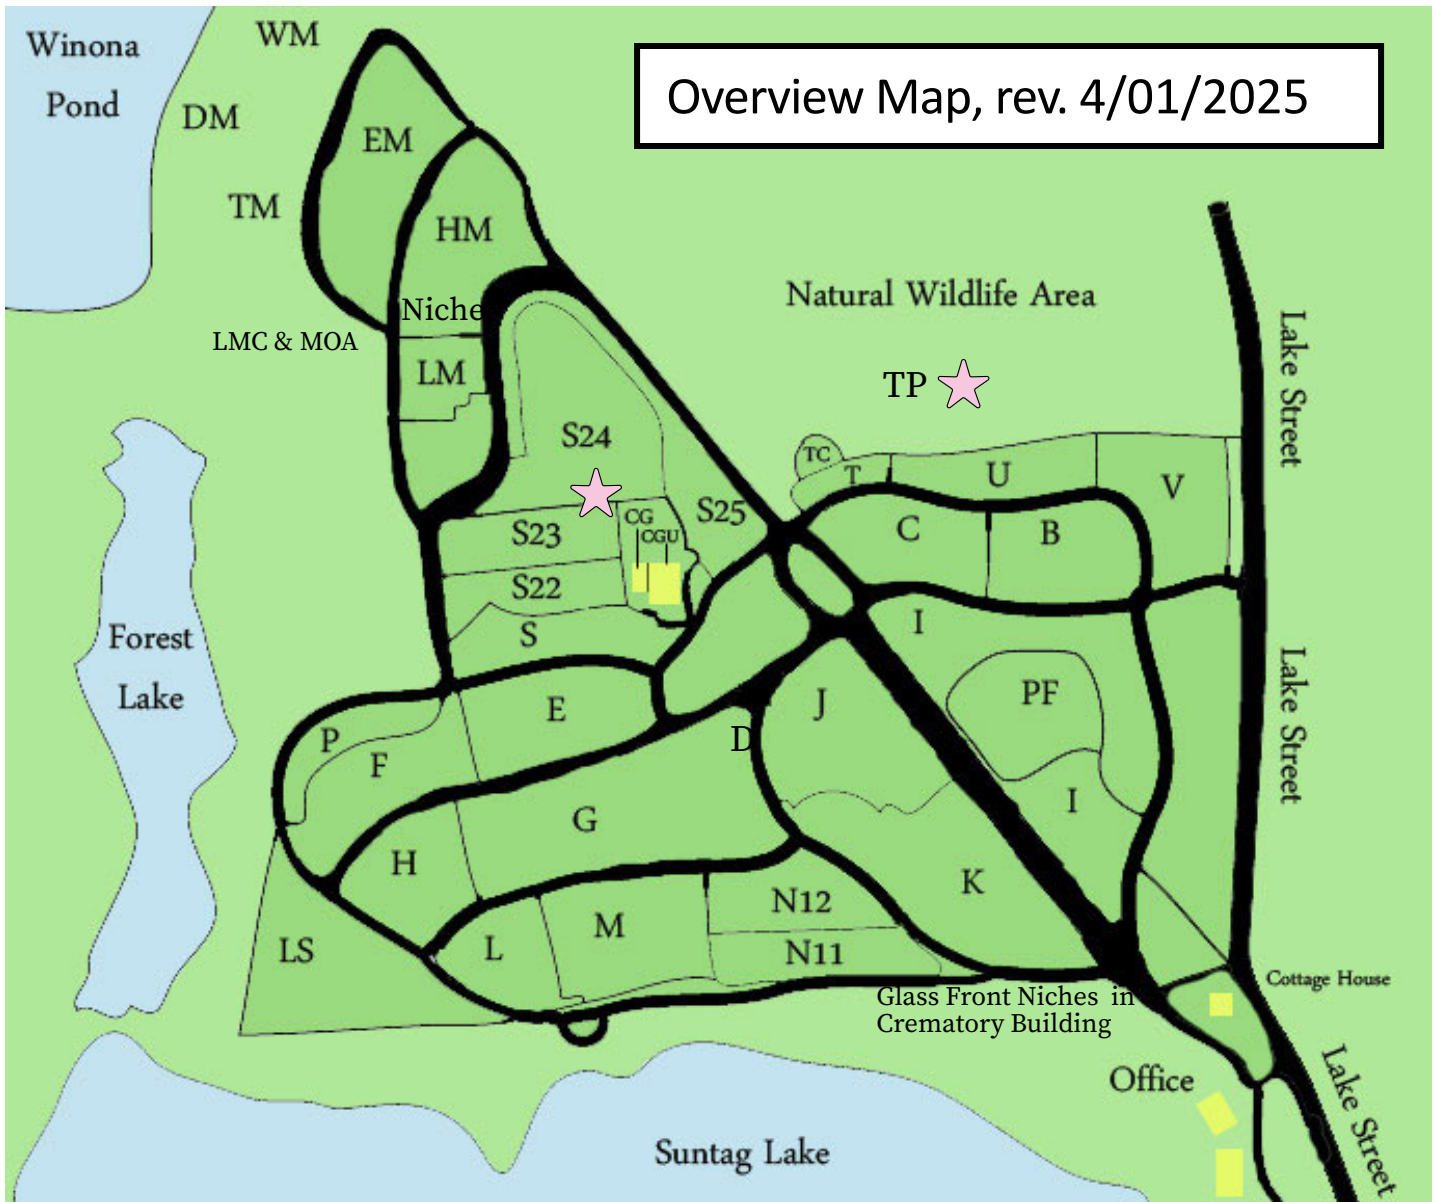 Winona
Pond
WM
DM
EM
TM
HM
Overview Map, rev. 4/01/2025
Niche
LMC & MOA
LM
Natural Wildlife Area
TP
Lake Street
S24
TC
T
U
V
S25
S23
CG
CGU
C
B
S22
S
I
Forest
Lake
E
P
F
D
J
PF
I
Lake Street
G
H
K
LS
L
M
N12
N11
Glass Front Niches in
Crematory Building
Cottage House
Office
Lake Street
Suntag Lake